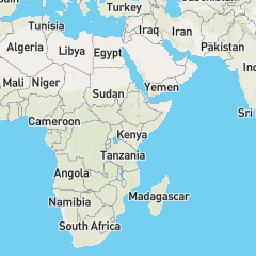 Turkey
Tunisia
Iraq
Iran
Algeria
Libya
Egypt
Pakistan
Mali
Niger
Yemen
Sudan
Cameroon
Sri
Kenya
Tanzania
Angola
Madagascar
Namibia
South Africa